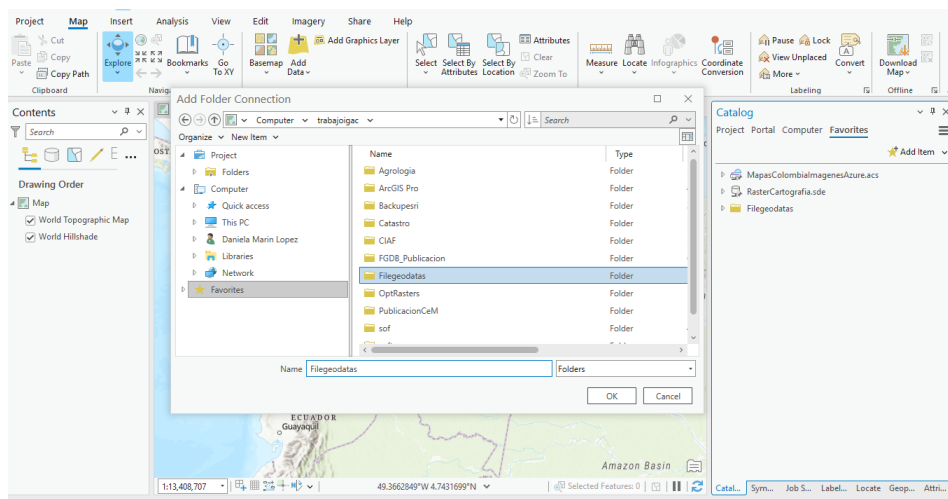 Project Map Insert Analysis View Edit Imagery Share Help
Cut
Copy
Paste
Copy Path
Clipboard
Explore
Bookmarks
Go To XY
Basemap
Add Data
Add Graphics Layer
Select
Select By Attributes
Select By Location
Attributes
Clear
Zoom To
Measure
Locate
Infographics
Coordinate Conversion
Pause
Lock
View Unplaced
More
Convert
Labeling
Download Map
Offline
Contents
Search
Drawing Order
Map
World Topographic Map
World Hillshade
Add Folder Connection
Computer trabajoigac
Search
Organize New Item
Project
Folders
Computer
Quick access
This PC
Daniela Marin Lopez
Libraries
Network
Favorites
Name Type
Agrologia Folder
ArcGIS Pro Folder
Backupesri Folder
Catastro Folder
CIAF Folder
FGDB_Publicacion Folder
Filegeodatas Folder
OptRasters Folder
PublicacionCeM Folder
sof Folder
Name Filegeodatas Folders
OK Cancel
ECUADOR
Guayaquil
Amazon Basin
1:13,408,707
49.3662849°W 4.7431699°N
Selected Features: 0
Catalog
Project Portal Computer Favorites
Add Item
MapasColombiaImagenesAzure.acs
RasterCartografia.sde
Filegeodatas
Catal... Sym... Job S... Label... Locate Geop... Attri...